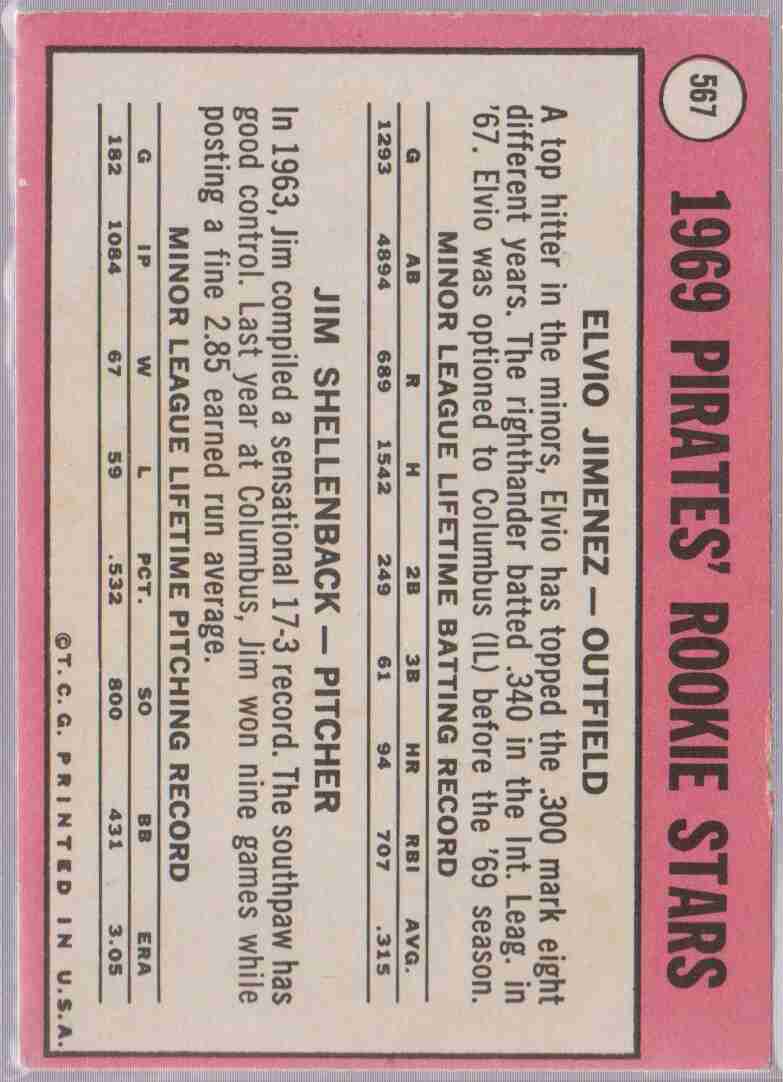 567
1969 PIRATES' ROOKIE STARS
ELVIO JIMENEZ — OUTFIELD
A top hitter in the minors, Elvio has topped the .300 mark eight
different years. The righthander batted .340 in the Int. Leag. in
'67. Elvio was optioned to Columbus (IL) before the '69 season.
MINOR LEAGUE LIFETIME BATTING RECORD
G AB R H 2B 3B HR RBI AVG.
1293 4894 689 1542 249 61 94 707 .315
JIM SHELLENBACK — PITCHER
In 1963, Jim compiled a sensational 17-3 record. The southpaw has
good control. Last year at Columbus, Jim won nine games while
posting a fine 2.85 earned run average.
MINOR LEAGUE LIFETIME PITCHING RECORD
G IP W L PCT. SO BB ERA
182 1084 67 59 .532 800 431 3.05
©T.C.G. PRINTED IN U.S.A.